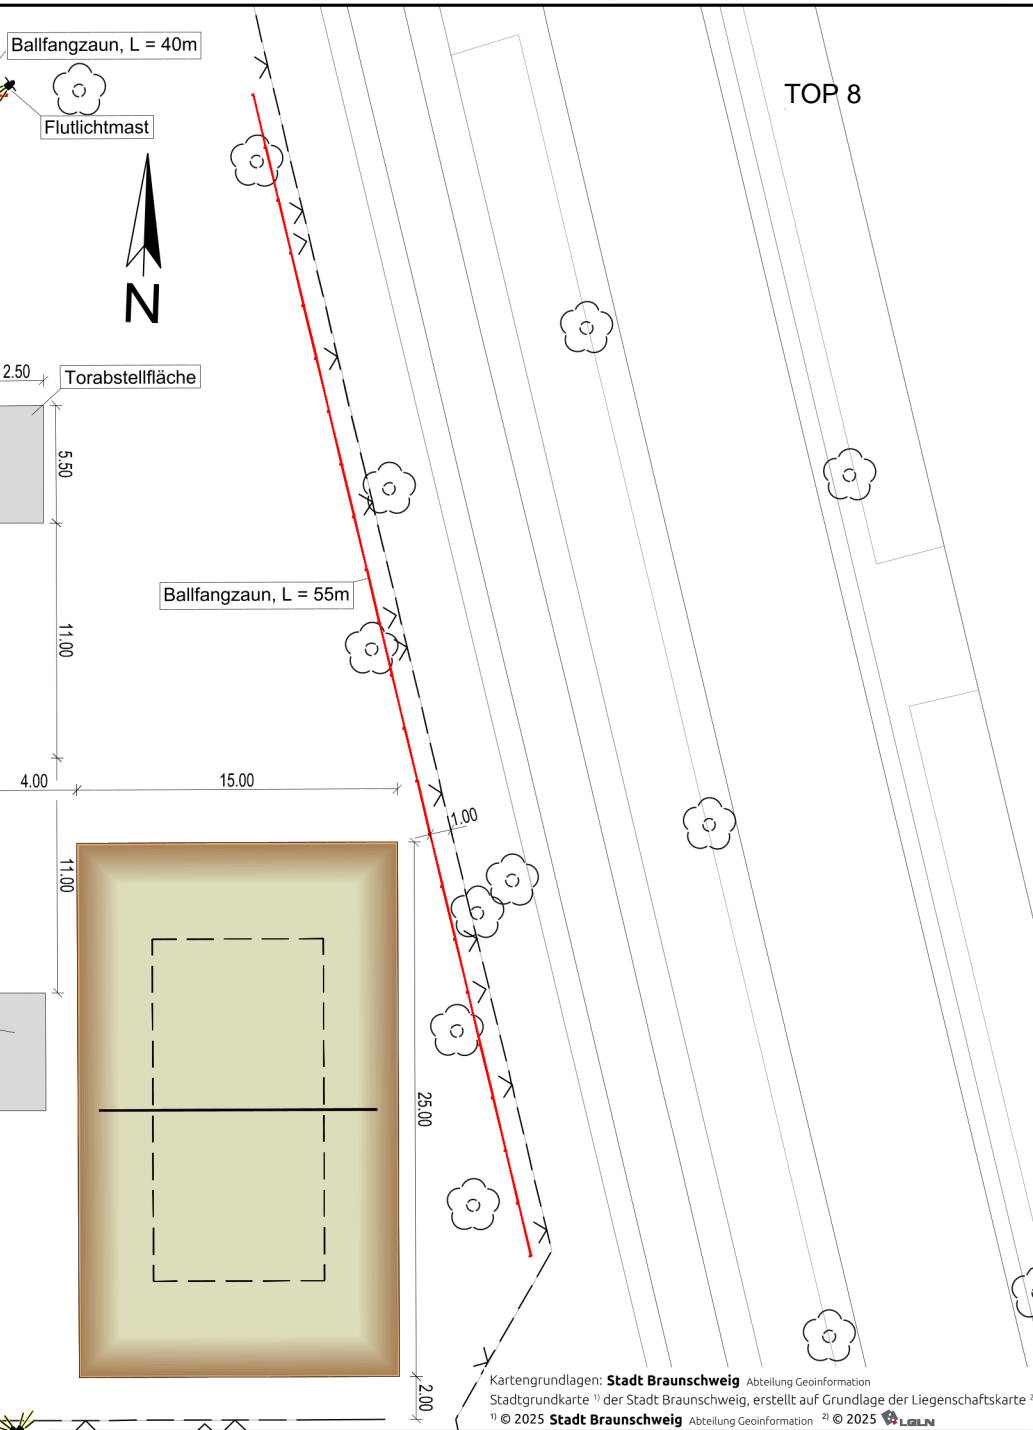 Ballfangzaun, L = 40m
TOP 8
Flutlichtmast
N
2.50
Torabstellfläche
5.50
Ballfangzaun, L = 55m
11.00
4.00
15.00
1.00
11.00
25.00
2.00
Kartengrundlagen: Stadt Braunschweig Abteilung Geoinformation
Stadtgrundkarte 1) der Stadt Braunschweig, erstellt auf Grundlage der Liegenschaftskarte 2
1) © 2025 Stadt Braunschweig Abteilung Geoinformation 2) © 2025 LGLN